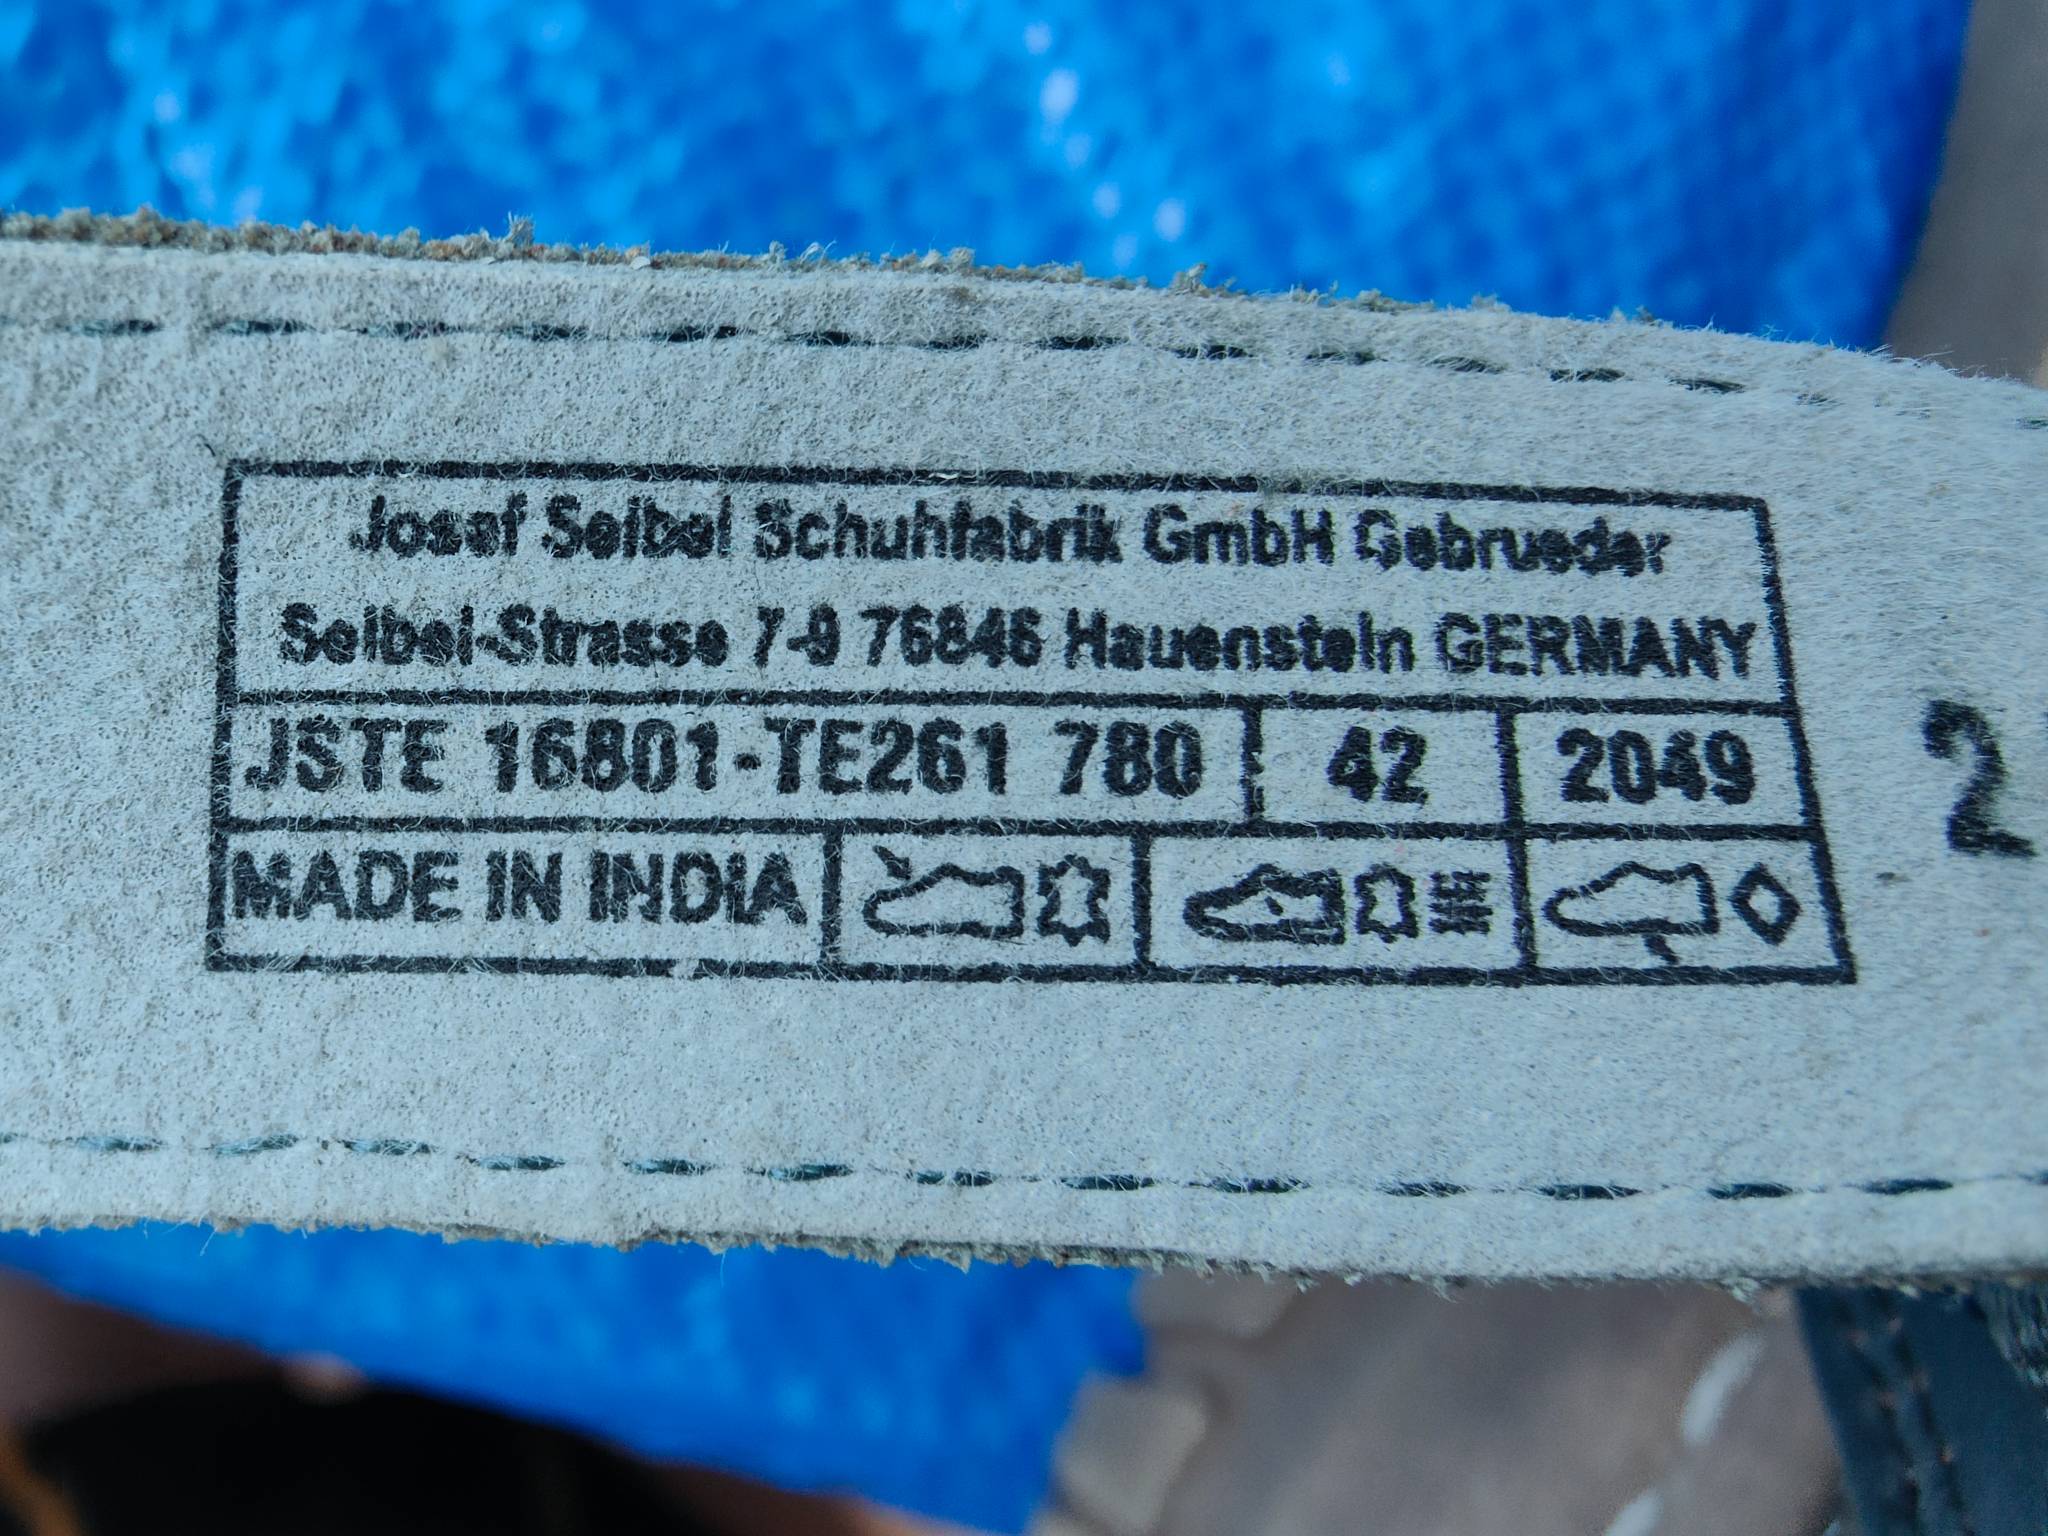 Josef Seibel Schuhfabrik GmbH Gebrueder
Seibel-Strasse 7-9 76846 Hauenstein GERMANY
JSTE 16801-TE261 780 42 2049
MADE IN INDIA
2